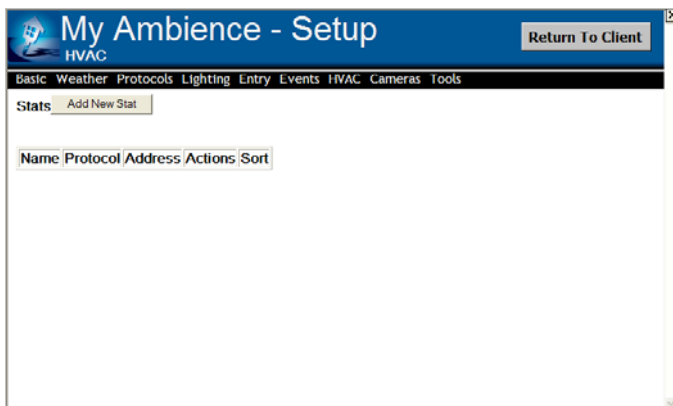 My Ambience - Setup
HVAC
Return To Client
Basic Weather Protocols Lighting Entry Events HVAC Cameras Tools
Stats Add New Stat
Name Protocol Address Actions Sort